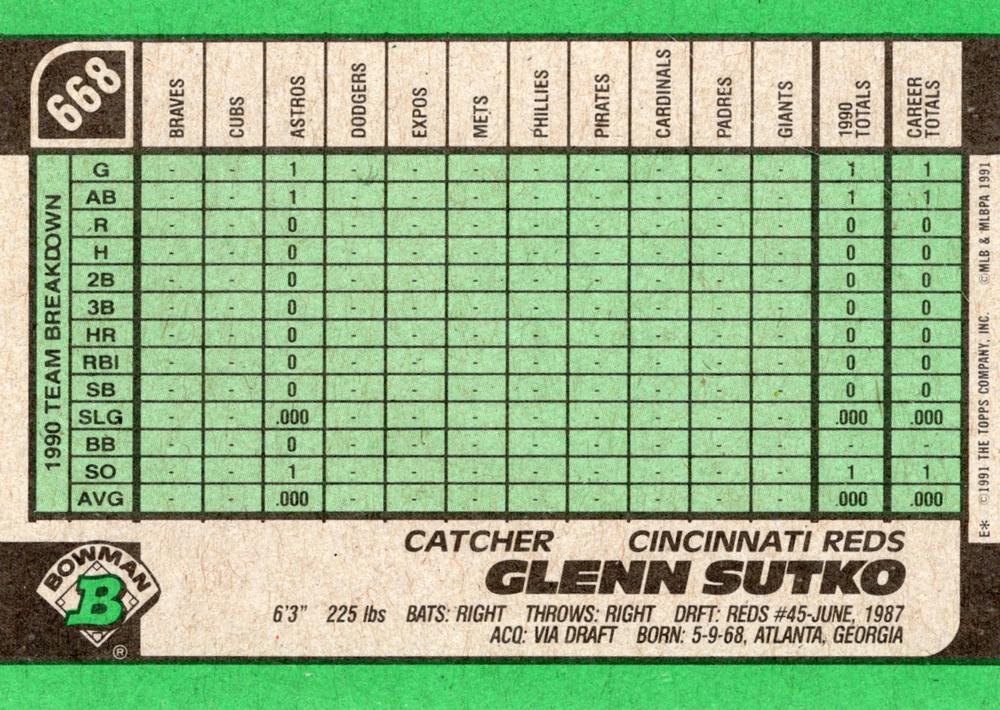 668
BRAVES CUBS ASTROS DODGERS EXPOS METS PHILLIES PIRATES CARDINALS PADRES GIANTS 1990 TOTALS CAREER TOTALS
1990 TEAM BREAKDOWN
G - - 1 - - - - - - - - 1 1
AB - - 1 - - - - - - - - 1 1
R - - 0 - - - - - - - - 0 0
H - - 0 - - - - - - - - 0 0
2B - - 0 - - - - - - - - 0 0
3B - - 0 - - - - - - - - 0 0
HR - - 0 - - - - - - - - 0 0
RBI - - 0 - - - - - - - - 0 0
SB - - 0 - - - - - - - - 0 0
SLG - - .000 - - - - - - - - .000 .000
BB - - 0 - - - - - - - - - -
SO - - 1 - - - - - - - - 1 1
AVG - - .000 - - - - - - - - .000 .000
E* ©1991 THE TOPPS COMPANY, INC. ©MLB & MLBPA 1991
BOWMAN
B
®
CATCHER CINCINNATI REDS
GLENN SUTKO
6'3" 225 lbs BATS: RIGHT THROWS: RIGHT DRFT: REDS #45-JUNE, 1987
ACQ: VIA DRAFT BORN: 5-9-68, ATLANTA, GEORGIA